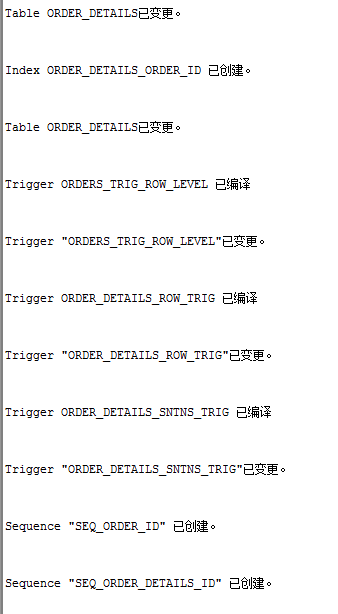 Table ORDER_DETAILS已变更。
Index ORDER_DETAILS_ORDER_ID 已创建。
Table ORDER_DETAILS已变更。
Trigger ORDERS_TRIG_ROW_LEVEL 已编译
Trigger "ORDERS_TRIG_ROW_LEVEL"已变更。
Trigger ORDER_DETAILS_ROW_TRIG 已编译
Trigger "ORDER_DETAILS_ROW_TRIG"已变更。
Trigger ORDER_DETAILS_SNTNS_TRIG 已编译
Trigger "ORDER_DETAILS_SNTNS_TRIG"已变更。
Sequence "SEQ_ORDER_ID" 已创建。
Sequence "SEQ_ORDER_DETAILS_ID" 已创建。